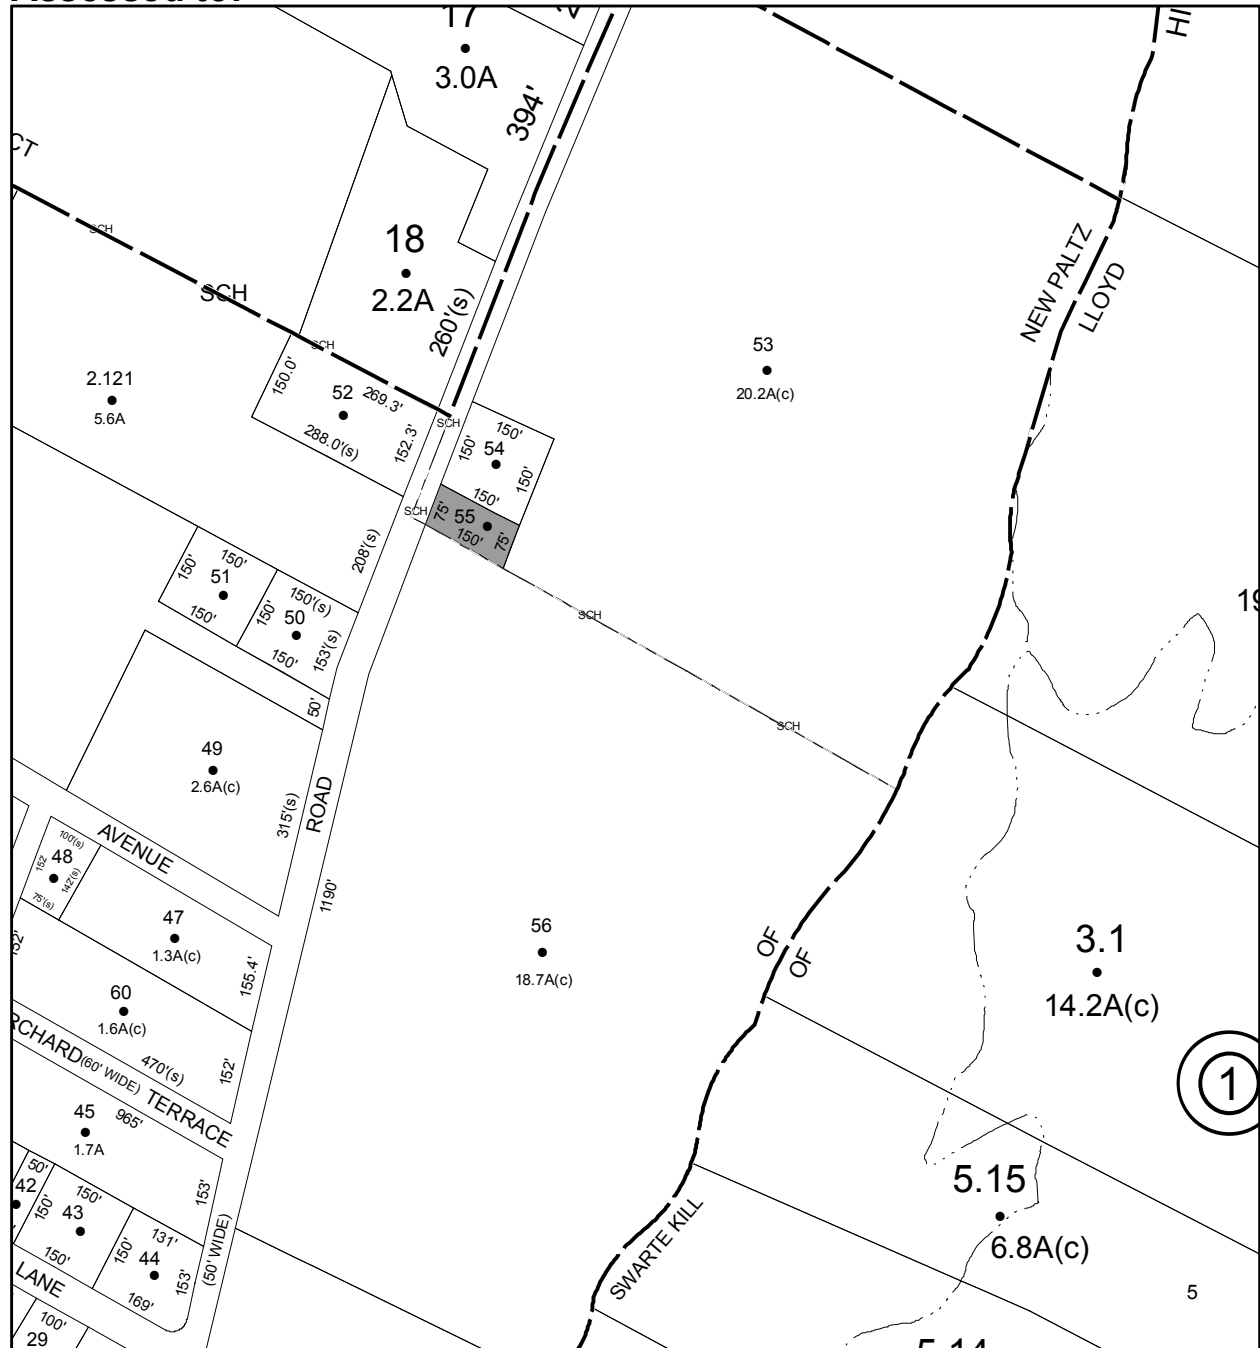 17
3.0A
394'
CT
SCH
18
2.2A
260'(s)
SCH
SCH
NEW PALTZ
LLOYD
HI
2.121
5.6A
150.0'
52
269.3'
288.0'(s)
152.3'
SCH
53
20.2A(c)
150'
150'
54
150'
150'
SCH
75'
55
150'
75'
208'(s)
150'
150'
51
150'
150'(s)
150'
50
150'
153'(s)
SCH
SCH
50'
49
2.6A(c)
315'(s)
ROAD
AVENUE
100'(s)
152
48
142'(s)
75'(s)
47
1.3A(c)
155.4'
1190'
152'
60
1.6A(c)
470'(s)
152'
56
18.7A(c)
OF
OF
3.1
14.2A(c)
1
RCHARD(60' WIDE) TERRACE
45
965'
1.7A
153'
50'
42
150'
150'
43
150'
131'
150'
44
153'
169'
(50' WIDE)
LANE
100'
29
SWARTE KILL
5.15
6.8A(c)
5
5.14